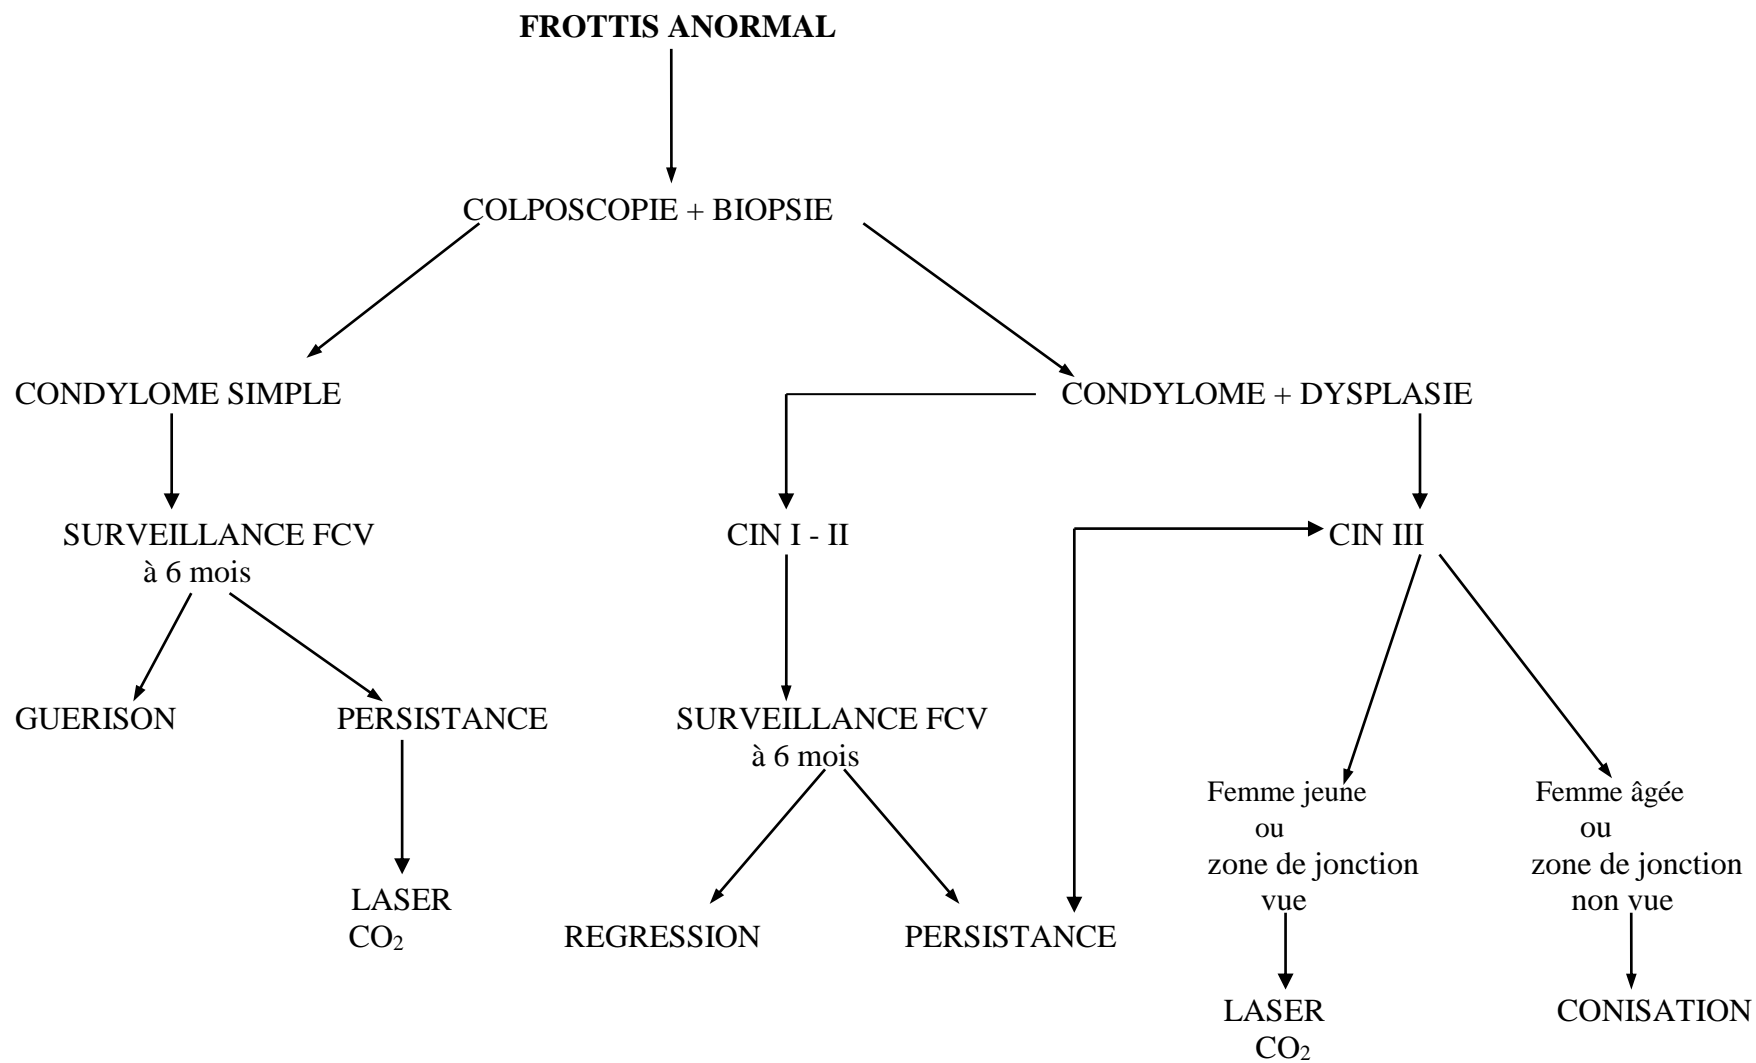 FROTTIS ANORMAL
COLPOSCOPIE + BIOPSIE
CONDYLOME SIMPLE
CONDYLOME + DYSPLASIE
SURVEILLANCE FCV
à 6 mois
CIN I - II
CIN III
GUERISON
PERSISTANCE
SURVEILLANCE FCV
à 6 mois
Femme jeune
ou
zone de jonction
vue
Femme âgée
ou
zone de jonction
non vue
LASER
CO₂
REGRESSION
PERSISTANCE
LASER
CO₂
CONISATION